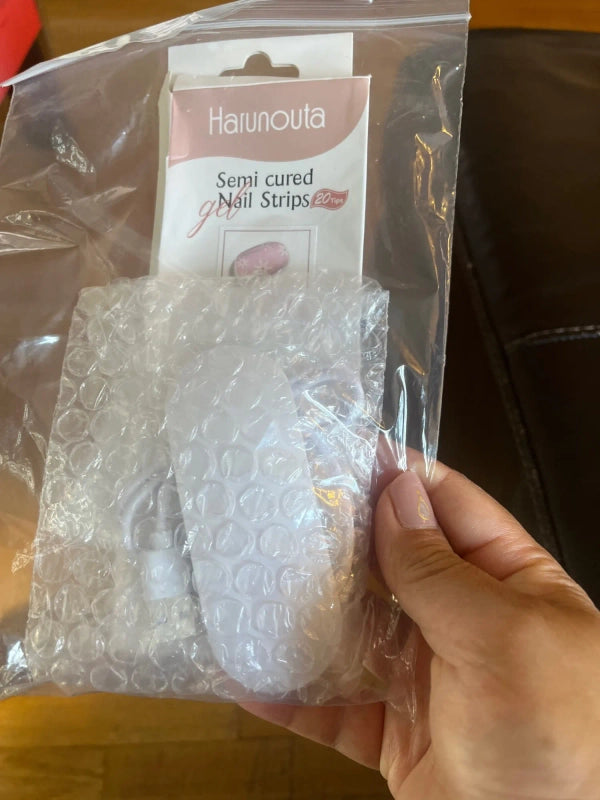 Harunouta
Semi cured
gel
Nail Strips 20 Tips